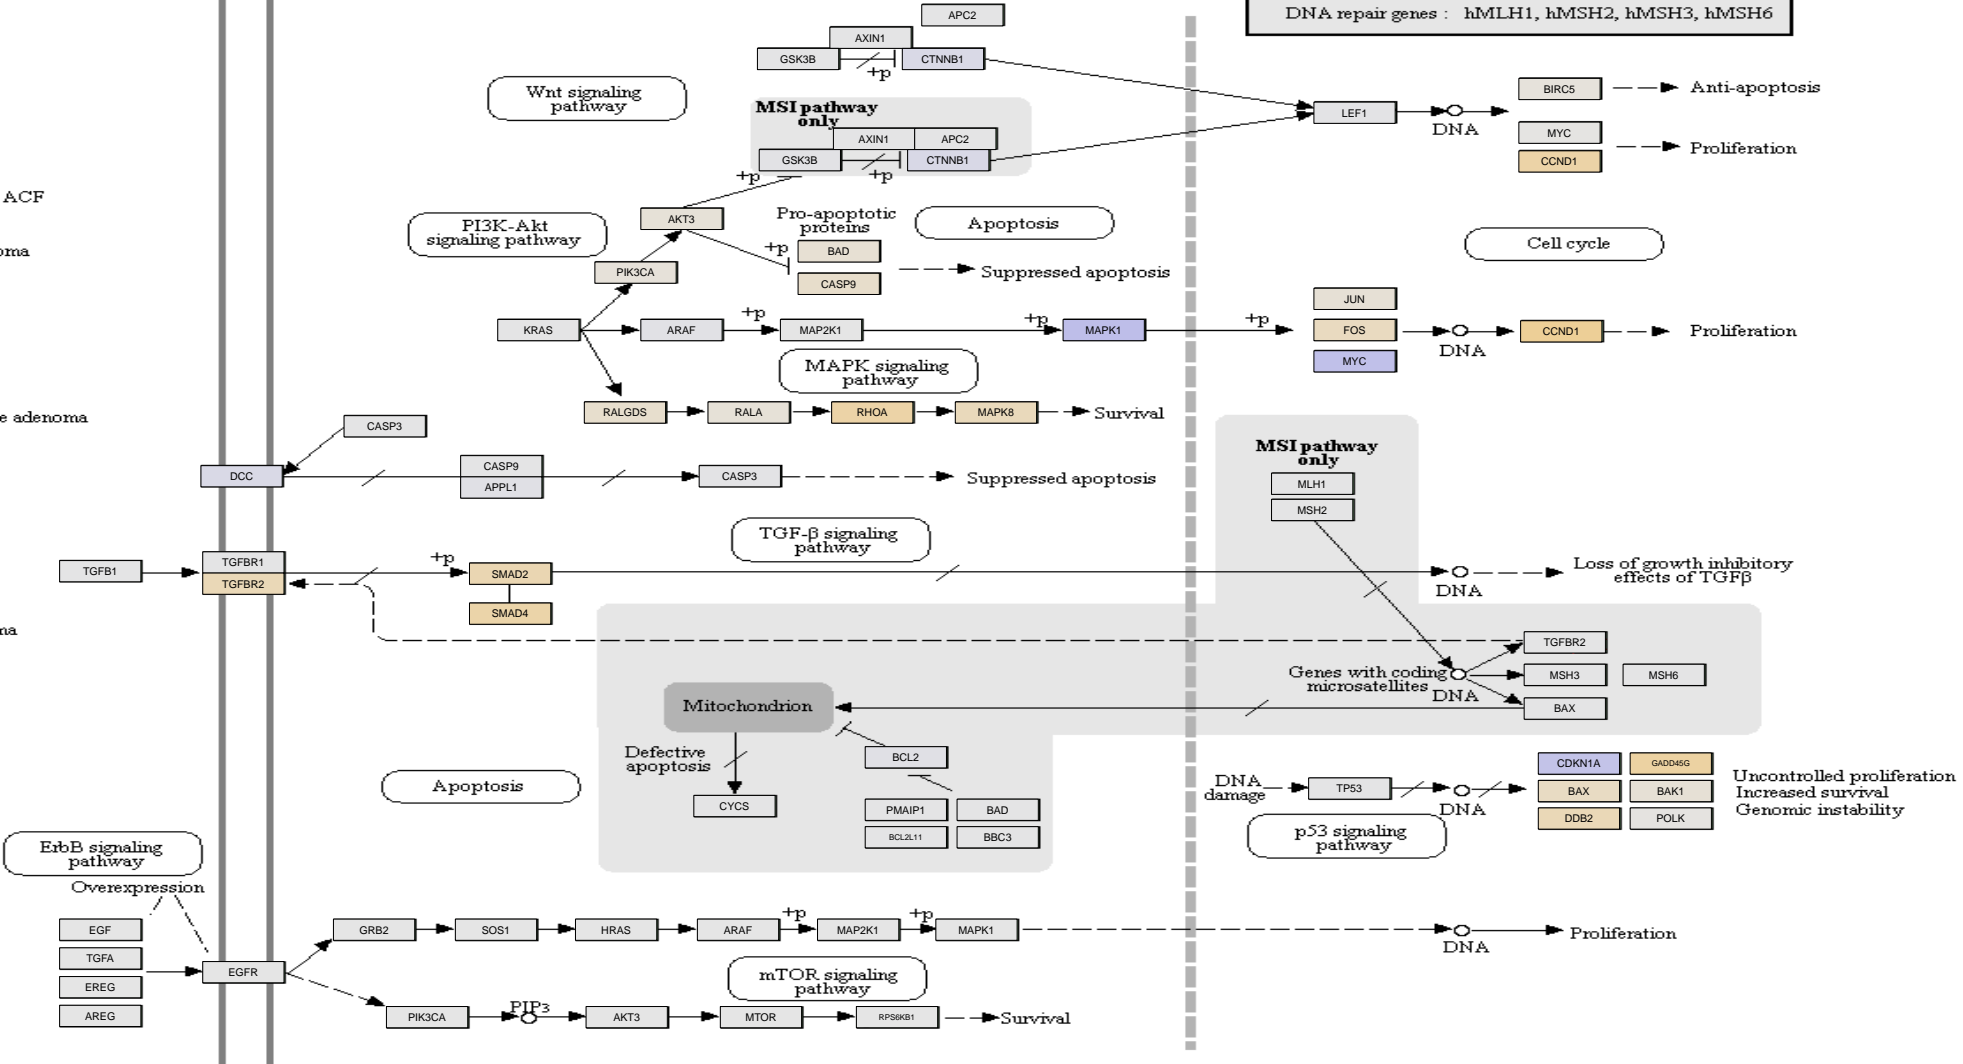 APC2
DNA repair genes : hMLH1, hMSH2, hMSH3, hMSH6
AXIN1
GSK3B
+p
CTNNB1
Wnt signaling
pathway
MSI pathway
only
AXIN1
APC2
GSK3B
+p
CTNNB1
+p
LEF1
DNA
BIRC5
Anti-apoptosis
MYC
CCND1
Proliferation
ACF
oma
PI3K-Akt
signaling pathway
AKT3
PIK3CA
Pro-apoptotic
proteins
+p
BAD
CASP9
Apoptosis
Suppressed apoptosis
Cell cycle
KRAS
ARAF
+p
MAP2K1
+p
MAPK1
+p
JUN
FOS
MYC
DNA
CCND1
Proliferation
MAPK signaling
pathway
RALGDS
RALA
RHOA
MAPK8
Survival
e adenoma
CASP3
DCC
CASP9
APPL1
CASP3
Suppressed apoptosis
MSI pathway
only
MLH1
MSH2
TGF-β signaling
pathway
TGFB1
TGFBR1
TGFBR2
+p
SMAD2
SMAD4
DNA
Loss of growth inhibitory
effects of TGFβ
ma
TGFBR2
Genes with coding
microsatellites
DNA
MSH3
MSH6
BAX
Mitochondrion
Defective
apoptosis
BCL2
CYCS
PMAIP1
BAD
BCL2L11
BBC3
Apoptosis
DNA
damage
TP53
DNA
CDKN1A
GADD45G
BAX
BAK1
DDB2
POLK
Uncontrolled proliferation
Increased survival
Genomic instability
p53 signaling
pathway
ErbB signaling
pathway
Overexpression
EGF
TGFA
EREG
AREG
EGFR
GRB2
SOS1
HRAS
ARAF
+p
MAP2K1
+p
MAPK1
DNA
Proliferation
mTOR signaling
pathway
PIK3CA
PIP3
AKT3
MTOR
RPS6KB1
Survival